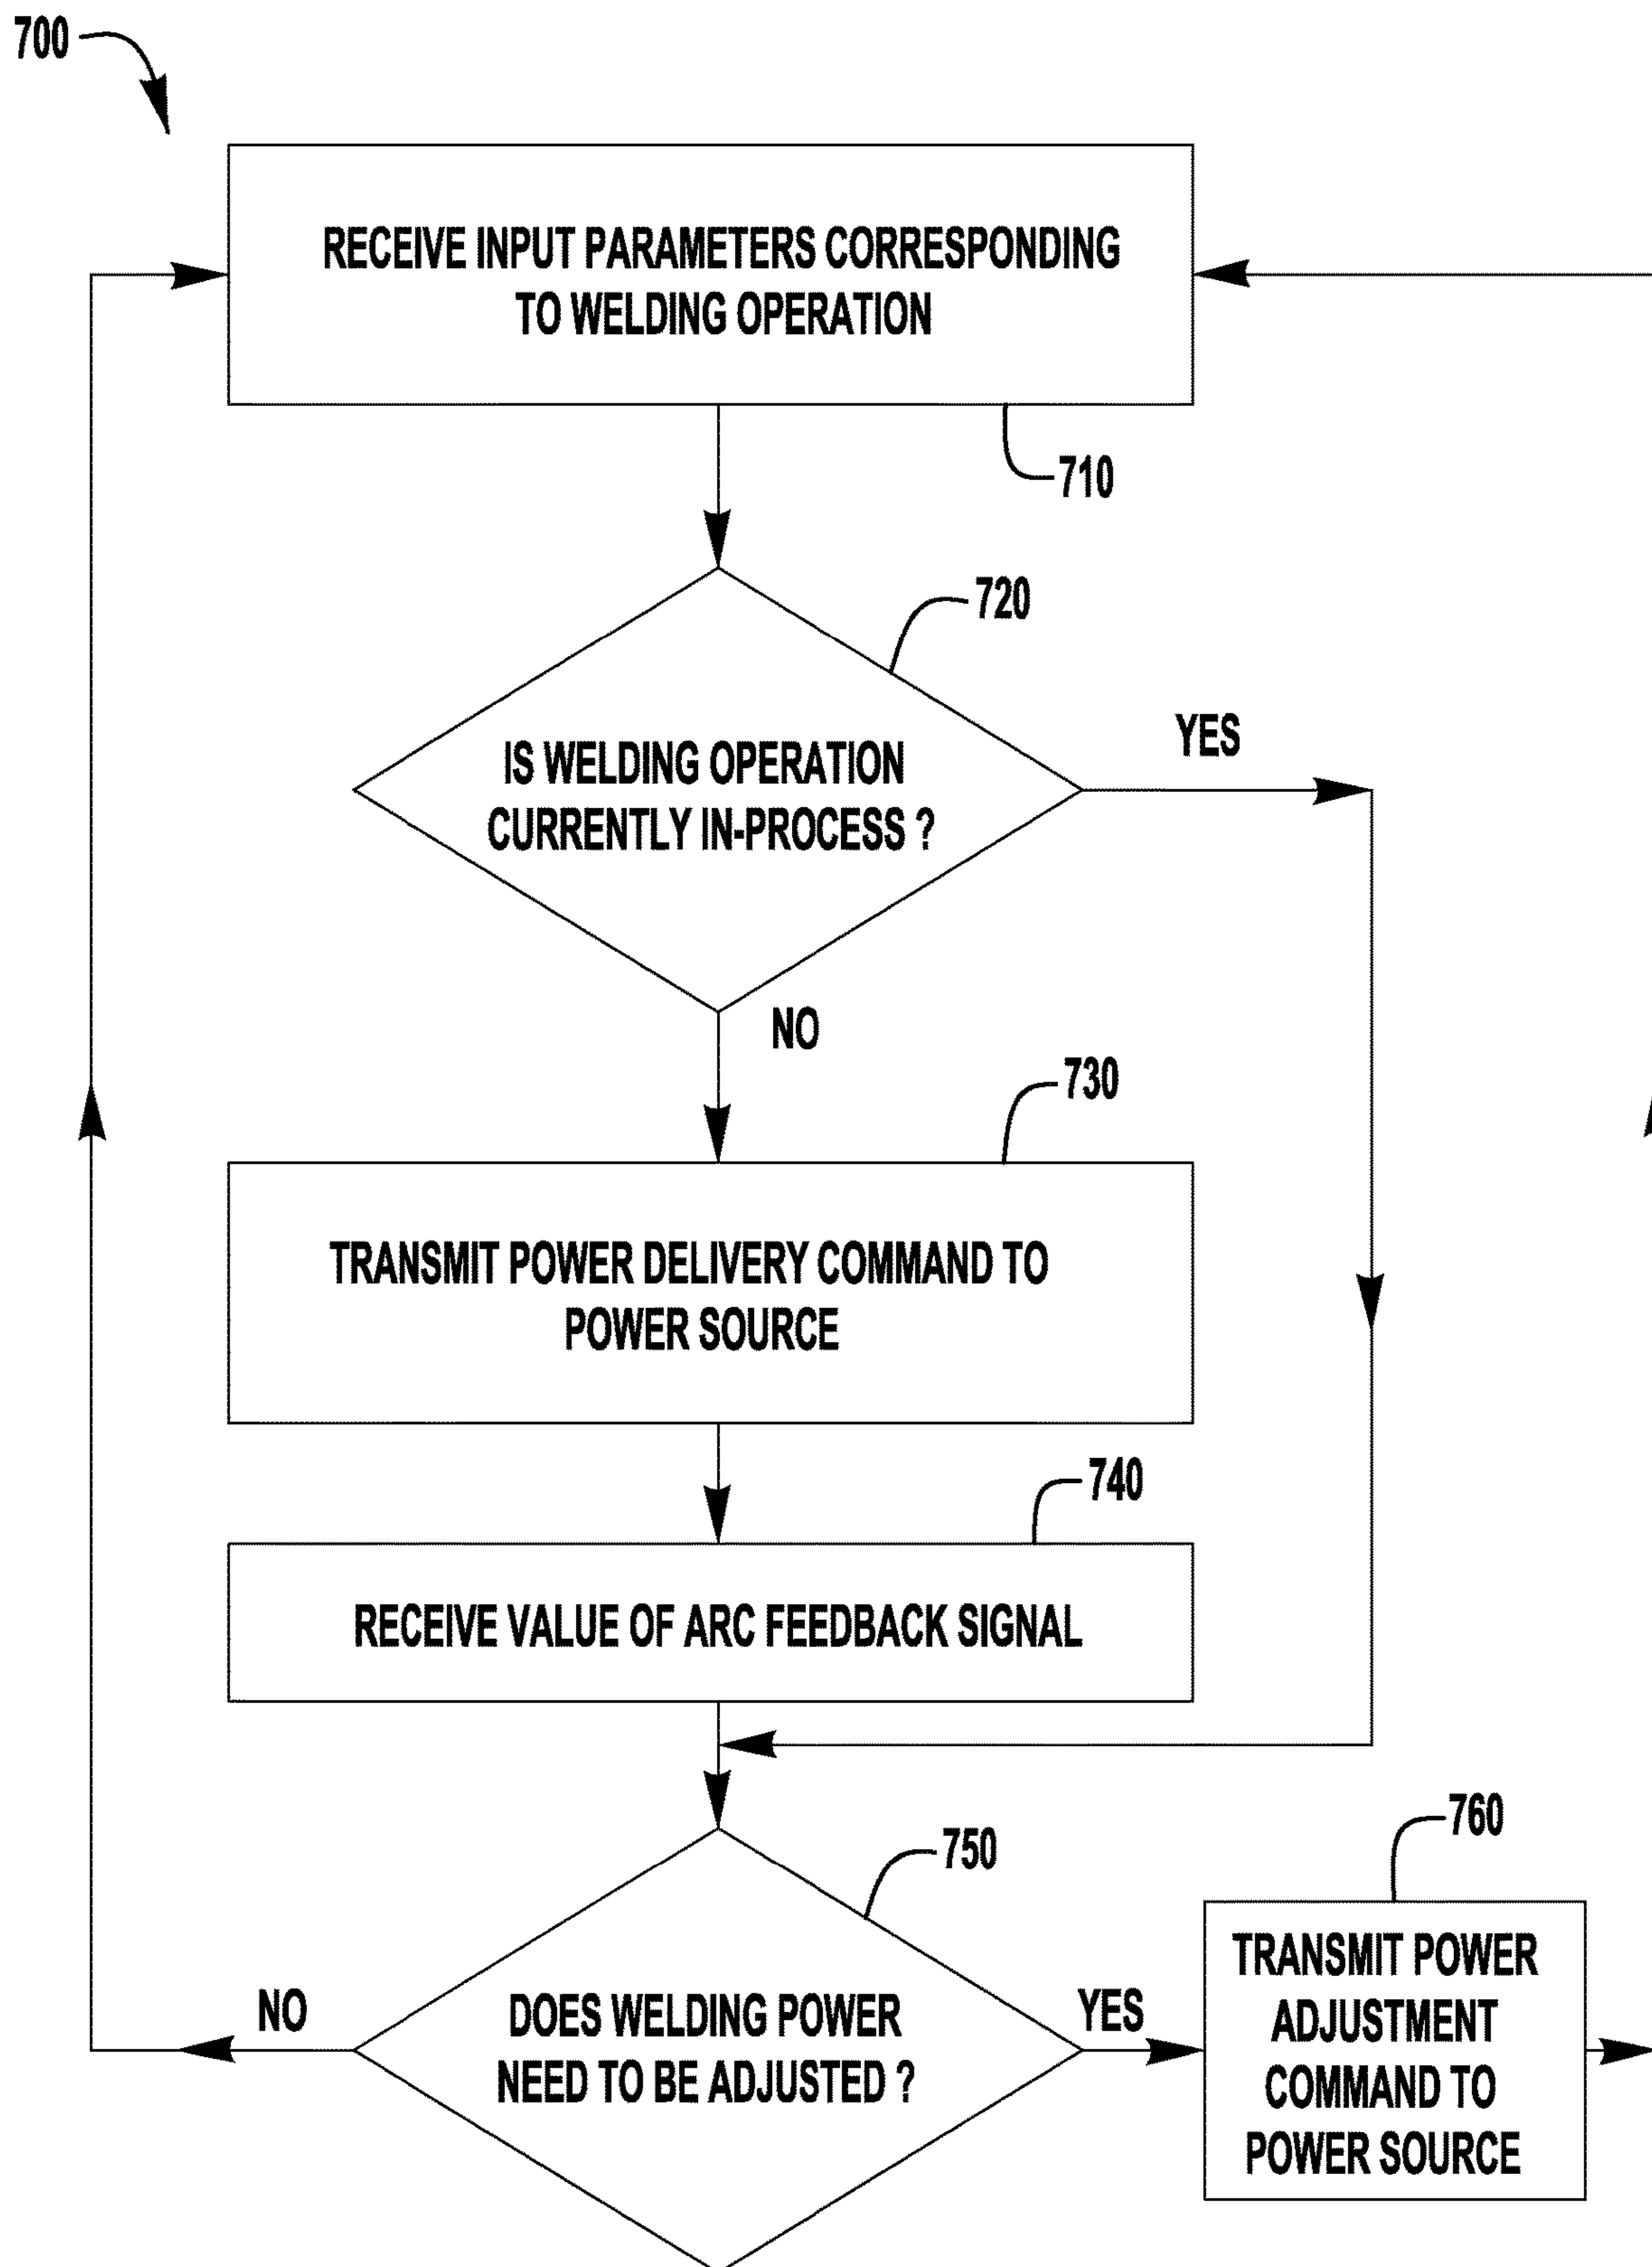 700
RECEIVE INPUT PARAMETERS CORRESPONDING
TO WELDING OPERATION
710
720
IS WELDING OPERATION
CURRENTLY IN-PROCESS ?
YES
NO
730
TRANSMIT POWER DELIVERY COMMAND TO
POWER SOURCE
740
RECEIVE VALUE OF ARC FEEDBACK SIGNAL
750
DOES WELDING POWER
NEED TO BE ADJUSTED ?
NO
YES
760
TRANSMIT POWER
ADJUSTMENT
COMMAND TO
POWER SOURCE